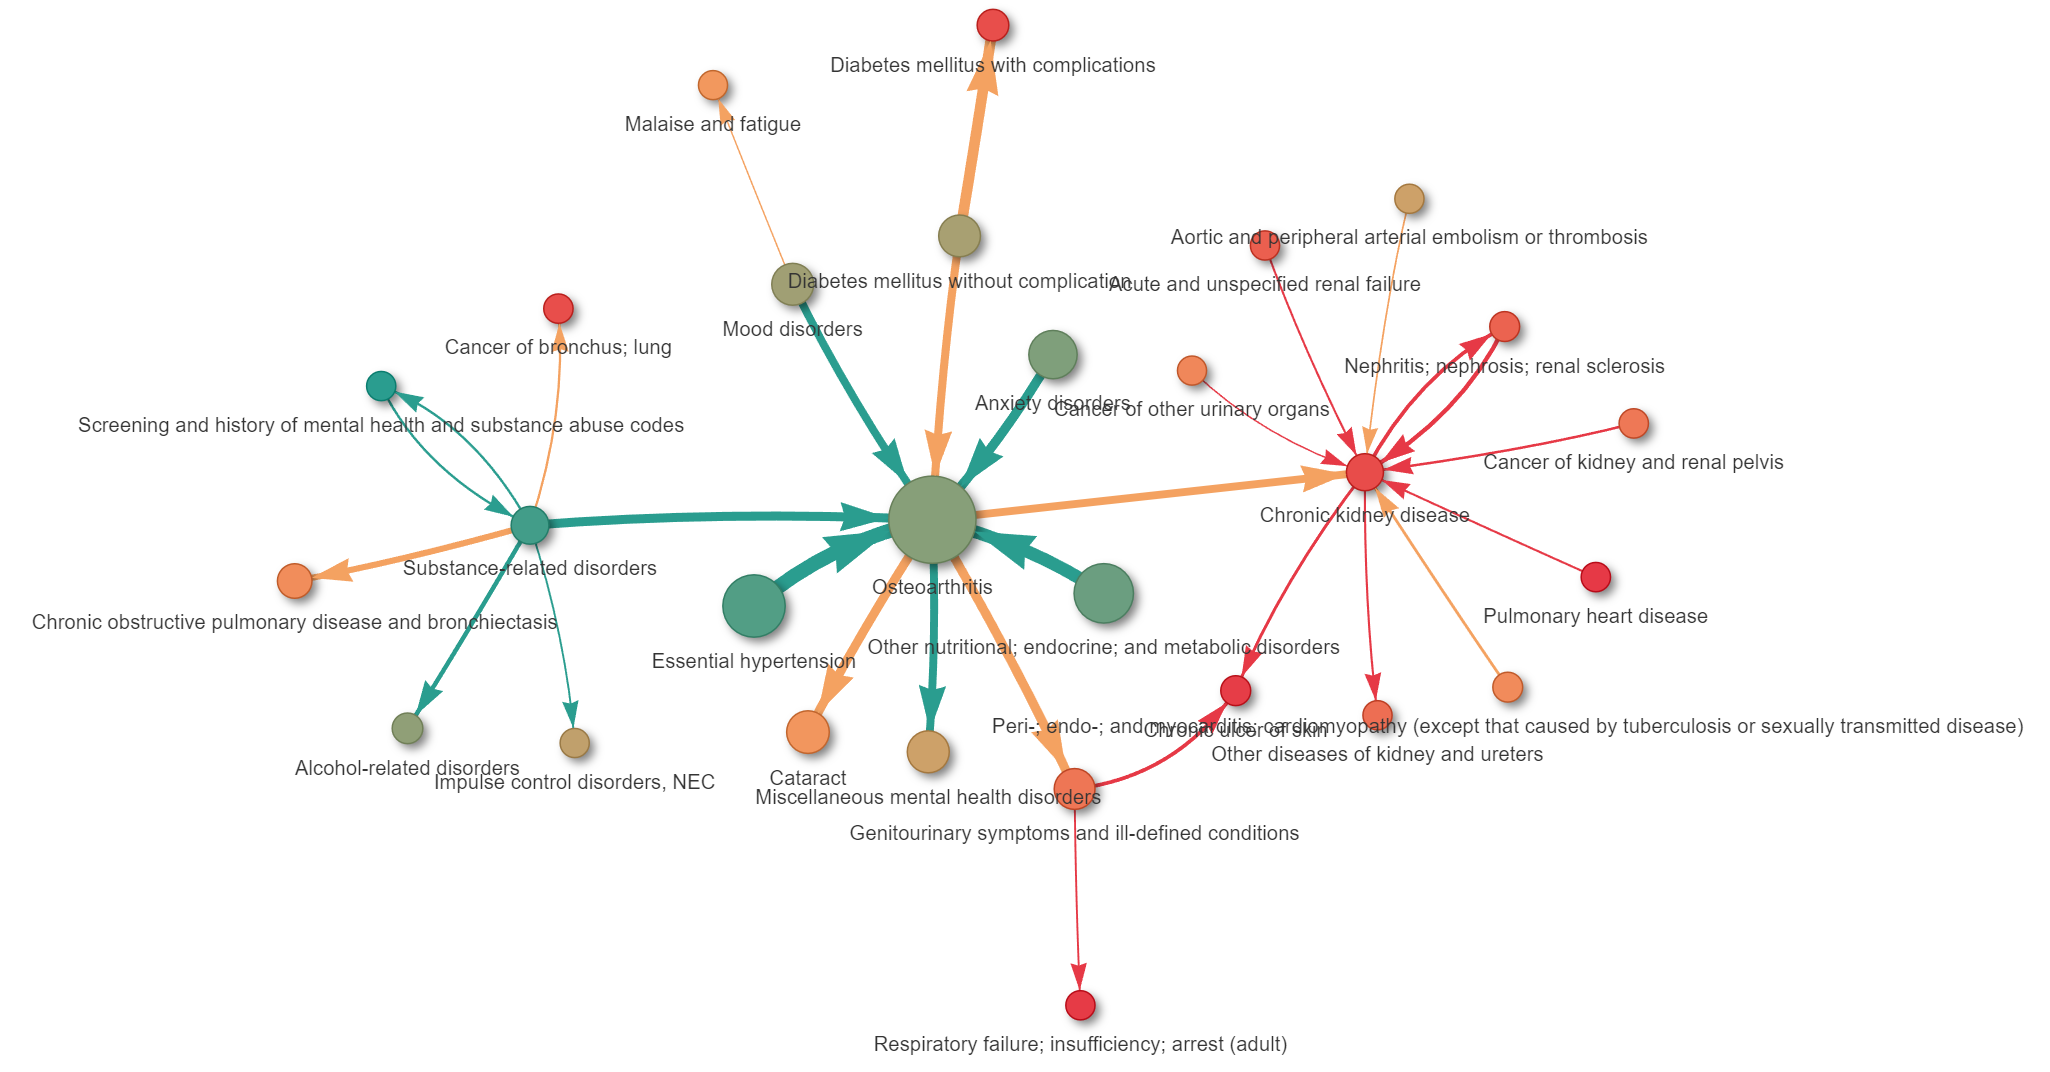 Diabetes mellitus with complications
Malaise and fatigue
Aortic and peripheral arterial embolism or thrombosis
Diabetes mellitus without complication
Acute and unspecified renal failure
Mood disorders
Cancer of bronchus; lung
Nephritis; nephrosis; renal sclerosis
Anxiety disorders
Cancer of other urinary organs
Screening and history of mental health and substance abuse codes
Cancer of kidney and renal pelvis
Chronic kidney disease
Substance-related disorders
Osteoarthritis
Pulmonary heart disease
Chronic obstructive pulmonary disease and bronchiectasis
Other nutritional; endocrine; and metabolic disorders
Essential hypertension
Peri-; endo-; and myocarditis; cardiomyopathy (except that caused by tuberculosis or sexually transmitted disease)
Chronic ulcer of skin
Other diseases of kidney and ureters
Alcohol-related disorders
Cataract
Impulse control disorders, NEC
Miscellaneous mental health disorders
Genitourinary symptoms and ill-defined conditions
Respiratory failure; insufficiency; arrest (adult)